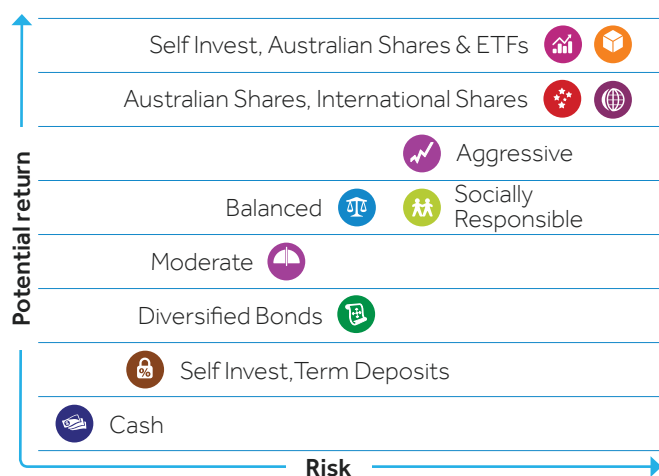 Self Invest, Australian Shares & ETFs
Australian Shares, International Shares
Aggressive
Balanced
Socially
Responsible
Moderate
Diversified Bonds
%
Self Invest,Term Deposits
Cash
Potential return
Risk